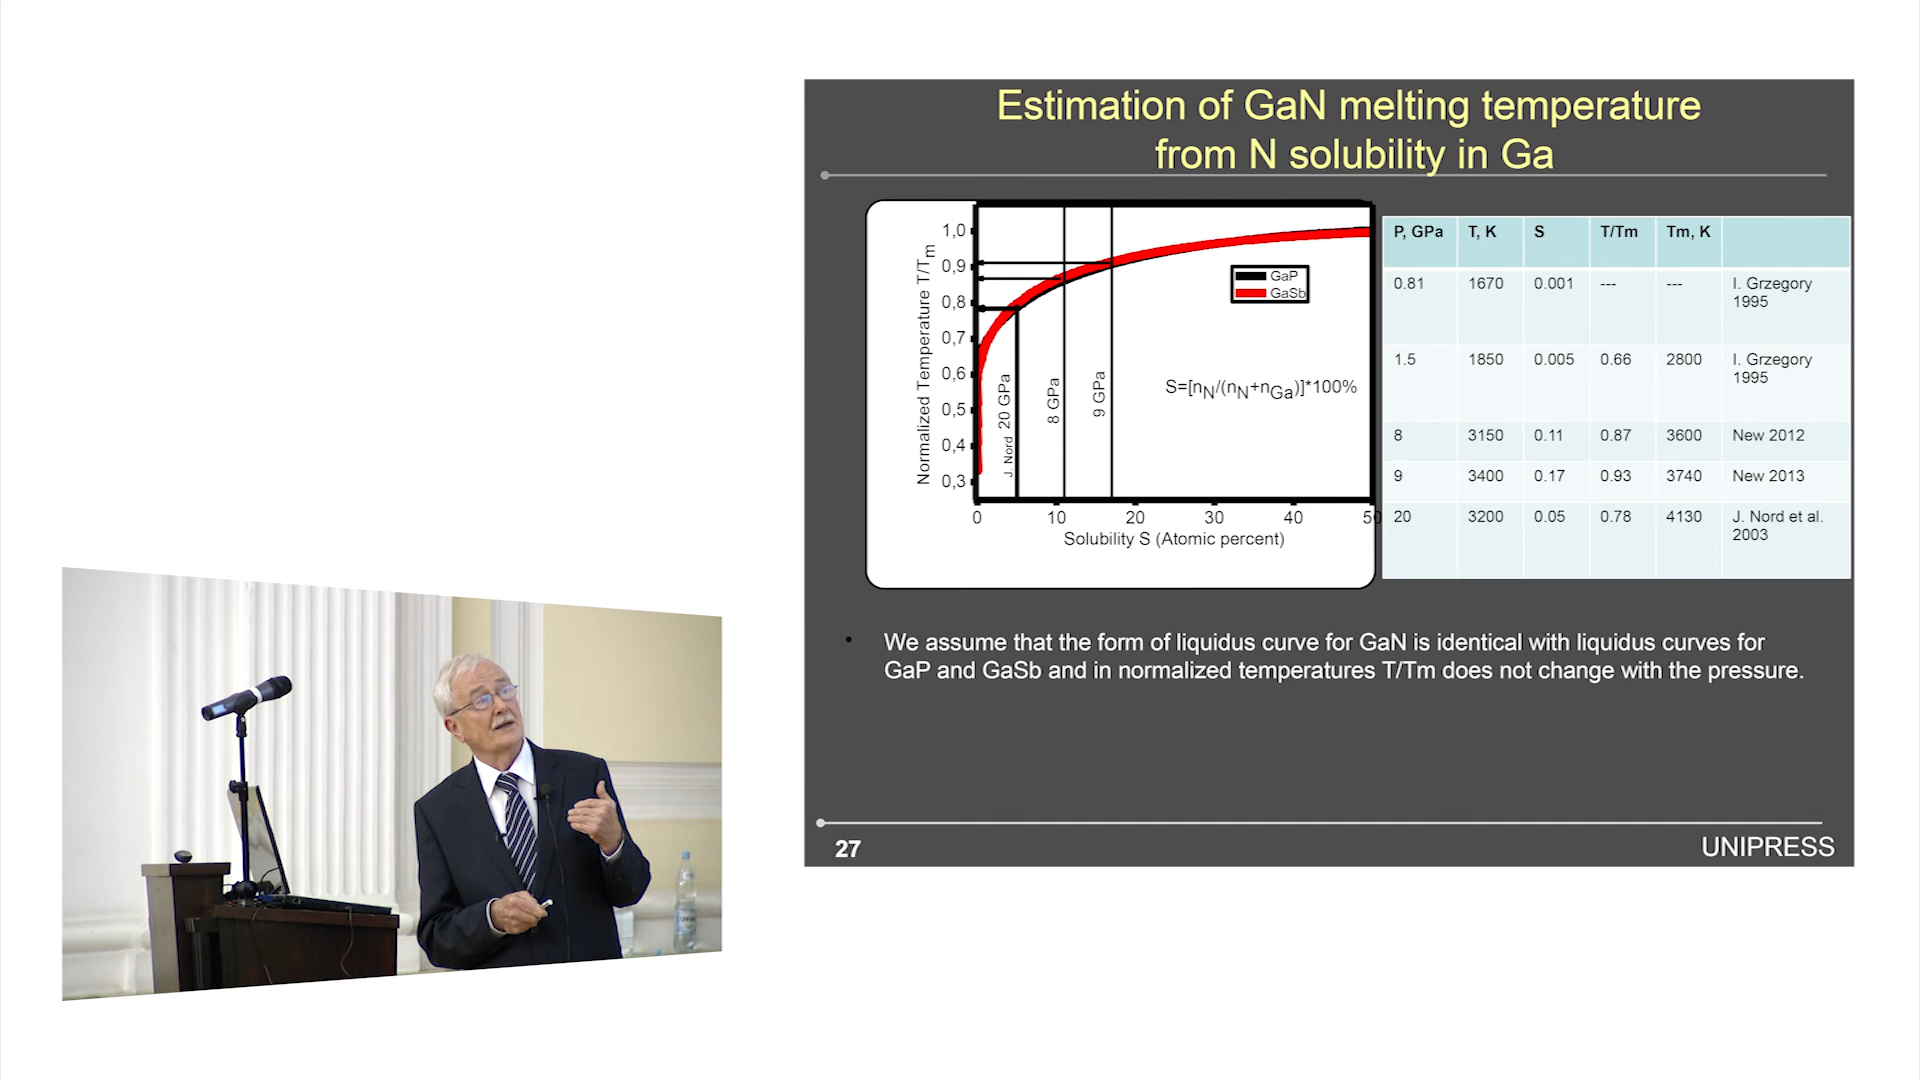 Estimation of GaN melting temperature
from N solubility in Ga
Normalized Temperature T/Tm
1,0
0,9
0,8
0,7
0,6
0,5
0,4
0,3
J. Nord 20 GPa
8 GPa
9 GPa
GaP
GaSb
S=[nN/(nN+nGa)]*100%
0 10 20 30 40 50
Solubility S (Atomic percent)
P, GPa T, K S T/Tm Tm, K
0.81 1670 0.001 --- --- I. Grzegory
1995
1.5 1850 0.005 0.66 2800 I. Grzegory
1995
8 3150 0.11 0.87 3600 New 2012
9 3400 0.17 0.93 3740 New 2013
20 3200 0.05 0.78 4130 J. Nord et al.
2003
• We assume that the form of liquidus curve for GaN is identical with liquidus curves for
GaP and GaSb and in normalized temperatures T/Tm does not change with the pressure.
27
UNIPRESS